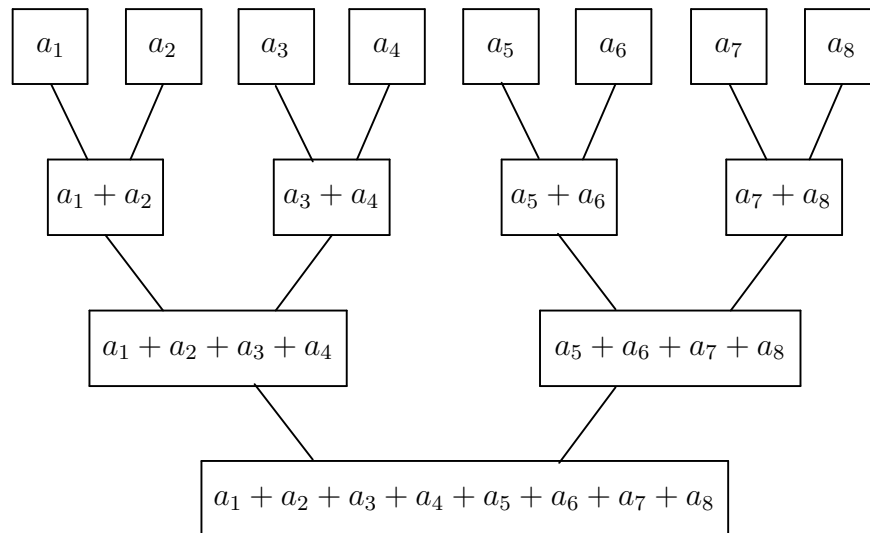 a₁ a₂ a₃ a₄ a₅ a₆ a₇ a₈
a₁ + a₂ a₃ + a₄ a₅ + a₆ a₇ + a₈
a₁ + a₂ + a₃ + a₄ a₅ + a₆ + a₇ + a₈
a₁ + a₂ + a₃ + a₄ + a₅ + a₆ + a₇ + a₈